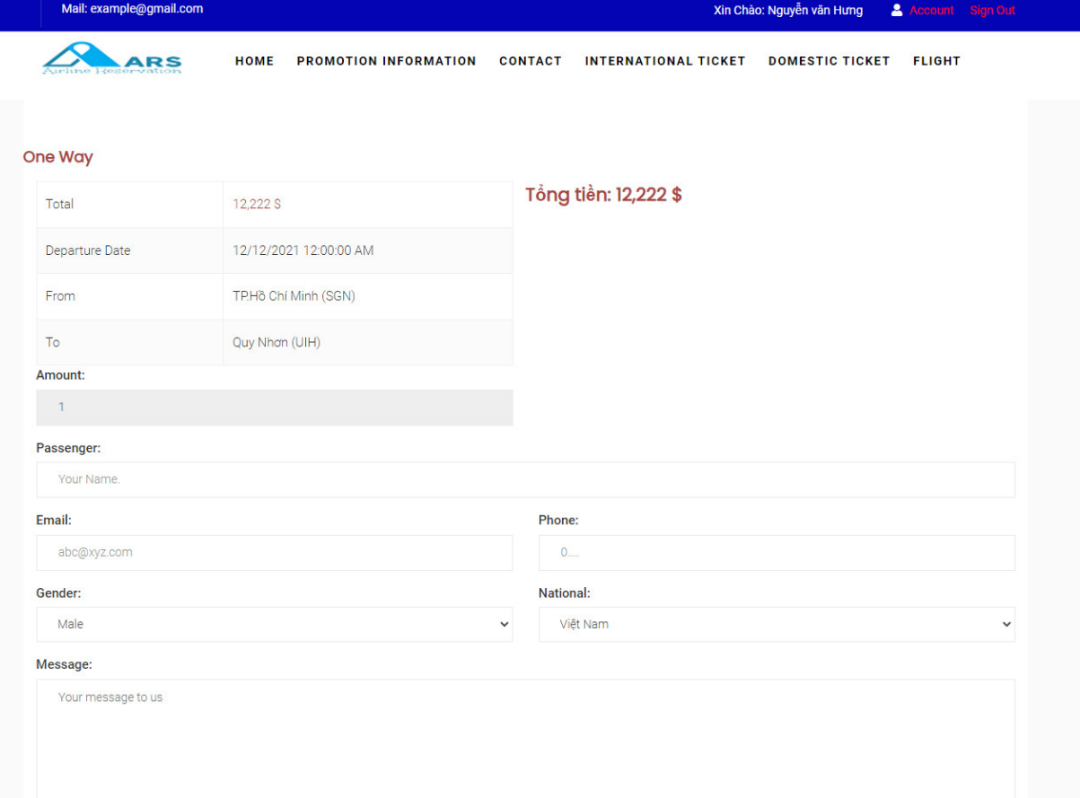 Mail: example@gmail.com
Xin Chào: Nguyễn văn Hưng Account Sign Out
ARS
Airline Reservation
HOME PROMOTION INFORMATION CONTACT INTERNATIONAL TICKET DOMESTIC TICKET FLIGHT
One Way
Total 12,222 $
Tổng tiền: 12,222 $
Departure Date 12/12/2021 12:00:00 AM
From TP.Hồ Chí Minh (SGN)
To Quy Nhơn (UIH)
Amount:
1
Passenger:
Your Name.
Email: Phone:
abc@xyz.com 0....
Gender: National:
Male Việt Nam
Message:
Your message to us